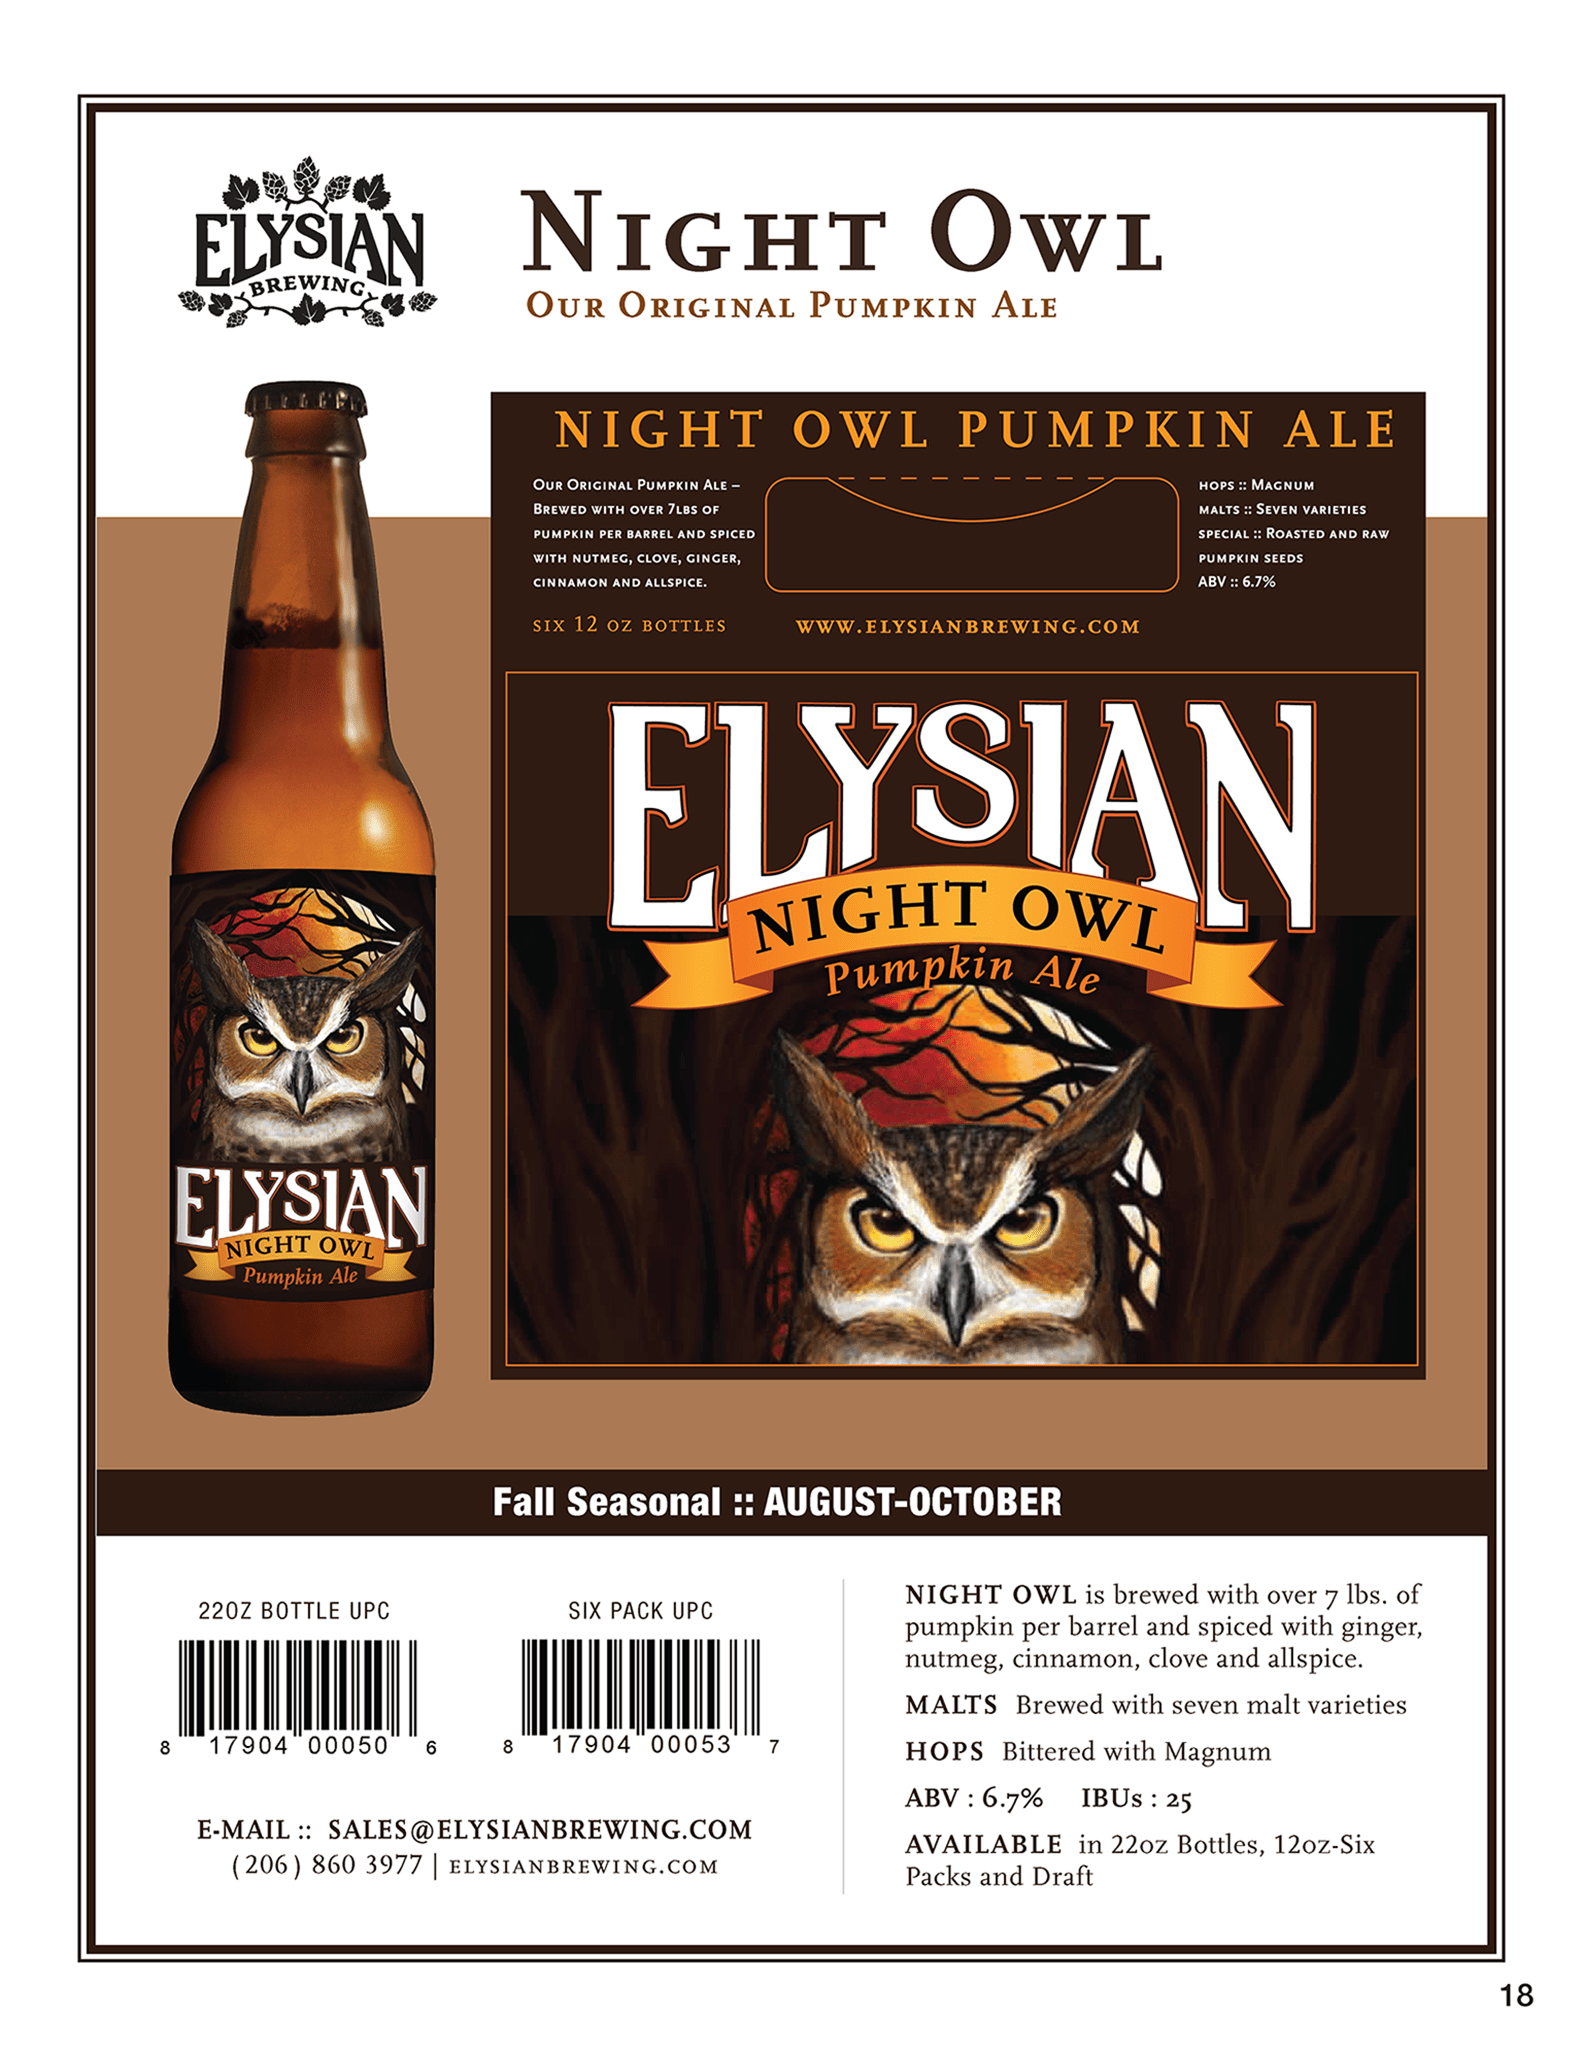 ELYSIAN
BREWING
Night Owl
Our Original Pumpkin Ale
NIGHT OWL PUMPKIN ALE
Our Original Pumpkin Ale –
Brewed with over 7lbs of
pumpkin per barrel and spiced
with nutmeg, clove, ginger,
cinnamon and allspice.
six 12 oz bottles
www.elysianbrewing.com
hops :: Magnum
malts :: Seven varieties
special :: Roasted and raw
pumpkin seeds
ABV :: 6.7%
ELYSIAN
NIGHT OWL
Pumpkin Ale
ELYSIAN
NIGHT OWL
Pumpkin Ale
Fall Seasonal :: AUGUST-OCTOBER
22OZ BOTTLE UPC
8 17904 00050 6
SIX PACK UPC
8 17904 00053 7
E-MAIL :: SALES@ELYSIANBREWING.COM
(206) 860 3977 | ELYSIANBREWING.COM
NIGHT OWL is brewed with over 7 lbs. of
pumpkin per barrel and spiced with ginger,
nutmeg, cinnamon, clove and allspice.
MALTS Brewed with seven malt varieties
HOPS Bittered with Magnum
ABV : 6.7% IBUs : 25
AVAILABLE in 22oz Bottles, 12oz-Six
Packs and Draft
18